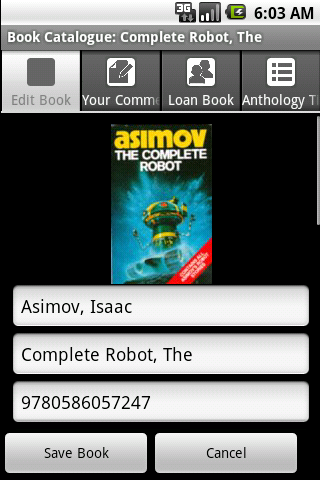 3G
6:03 AM
Book Catalogue: Complete Robot, The
Edit Book
Your Comme
Loan Book
Anthology Ti
asimov
THE COMPLETE
ROBOT
Asimov, Isaac
Complete Robot, The
9780586057247
Save Book
Cancel